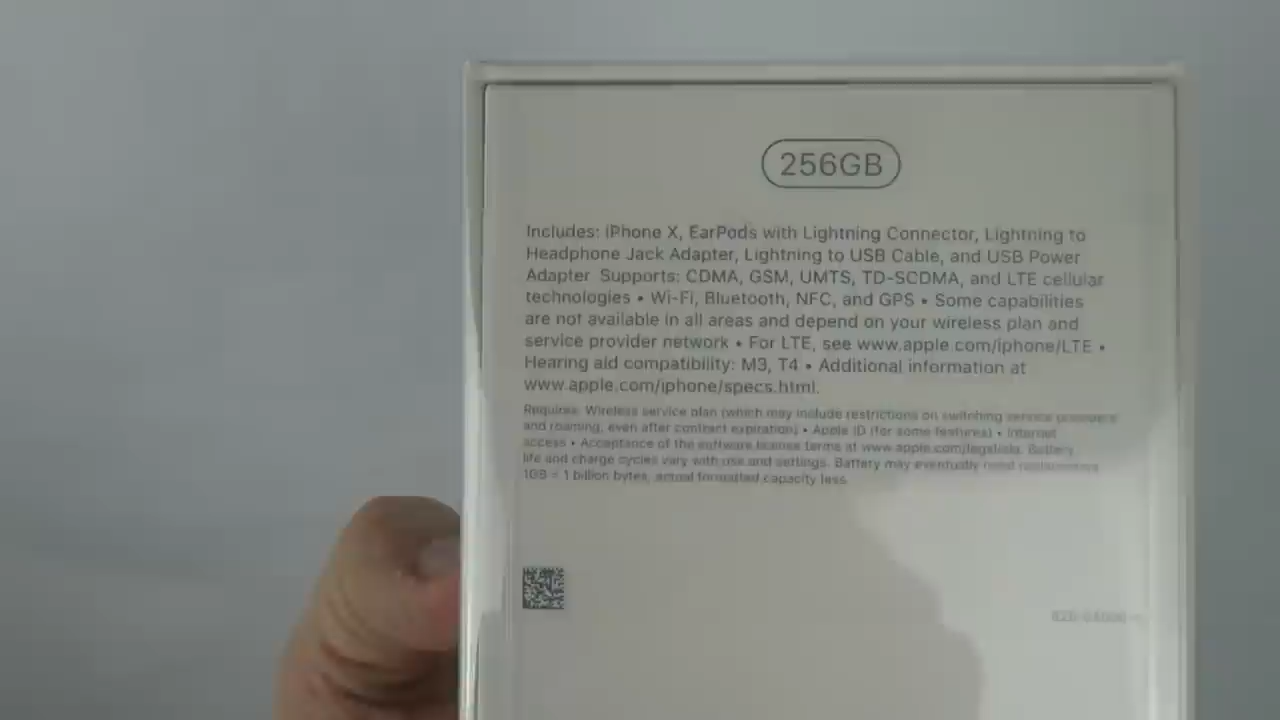 256GB
Includes: iPhone X, EarPods with Lightning Connector, Lightning to
Headphone Jack Adapter, Lightning to USB Cable, and USB Power
Adapter Supports: CDMA, GSM, UMTS, TD-SCDMA, and LTE cellular
technologies • Wi-Fi, Bluetooth, NFC, and GPS • Some capabilities
are not available in all areas and depend on your wireless plan and
service provider network • For LTE, see www.apple.com/iphone/LTE •
Hearing aid compatibility: M3, T4 • Additional information at
www.apple.com/iphone/specs.html.
Requires: Wireless service plan (which may include restrictions on switching service providers
and roaming, even after contract expiration) • Apple ID (for some features) • Internet
access • Acceptance of the software license terms at www.apple.com/legal/sla. Battery
life and charge cycles vary with use and settings. Battery may eventually need replacement.
1GB = 1 billion bytes; actual formatted capacity less.